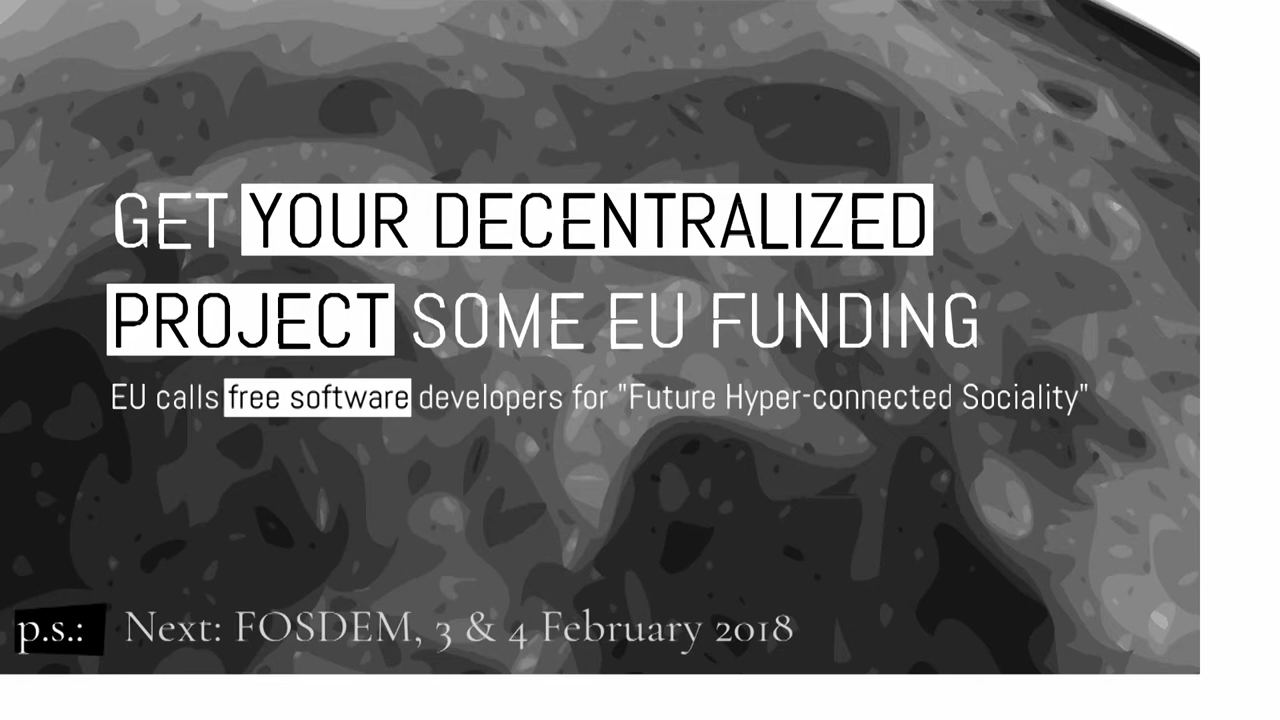 GET YOUR DECENTRALIZED
PROJECT SOME EU FUNDING
EU calls free software developers for "Future Hyper-connected Sociality"
p.s.: Next: FOSDEM, 3 & 4 February 2018